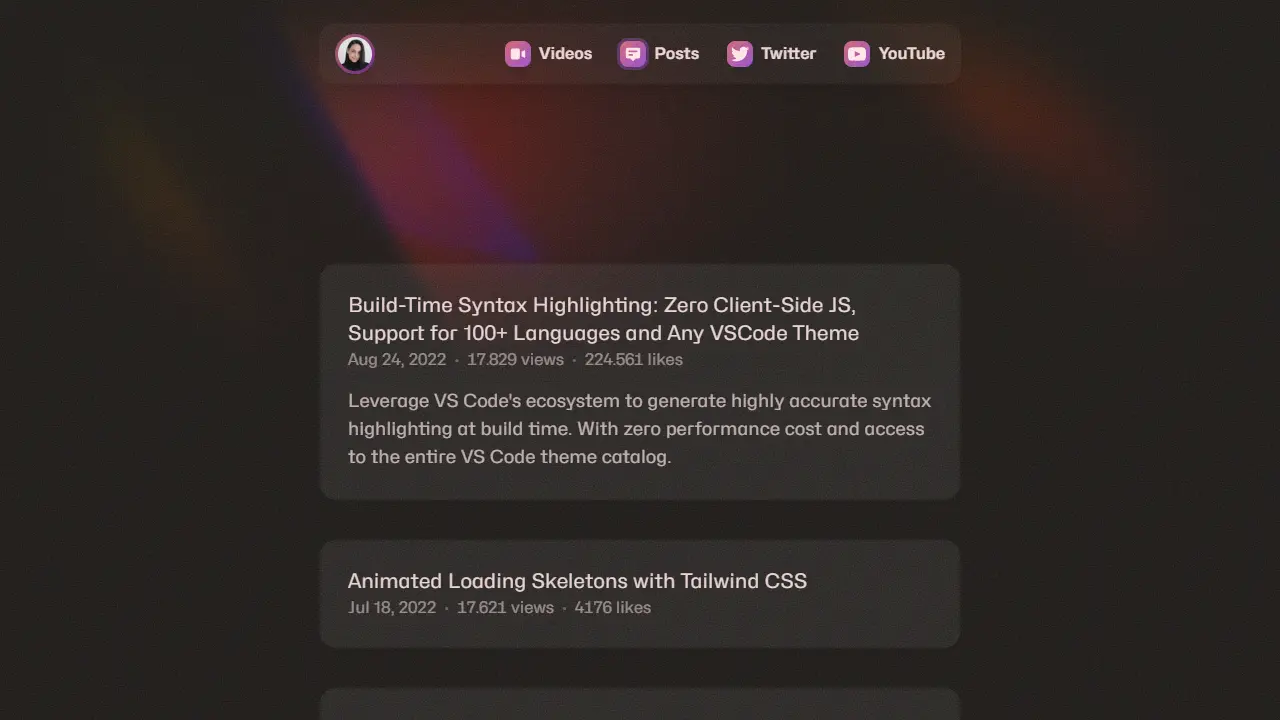 Videos Posts Twitter YouTube
Build-Time Syntax Highlighting: Zero Client-Side JS,
Support for 100+ Languages and Any VSCode Theme
Aug 24, 2022 · 17.829 views · 224.561 likes
Leverage VS Code's ecosystem to generate highly accurate syntax
highlighting at build time. With zero performance cost and access
to the entire VS Code theme catalog.
Animated Loading Skeletons with Tailwind CSS
Jul 18, 2022 · 17.621 views · 4176 likes